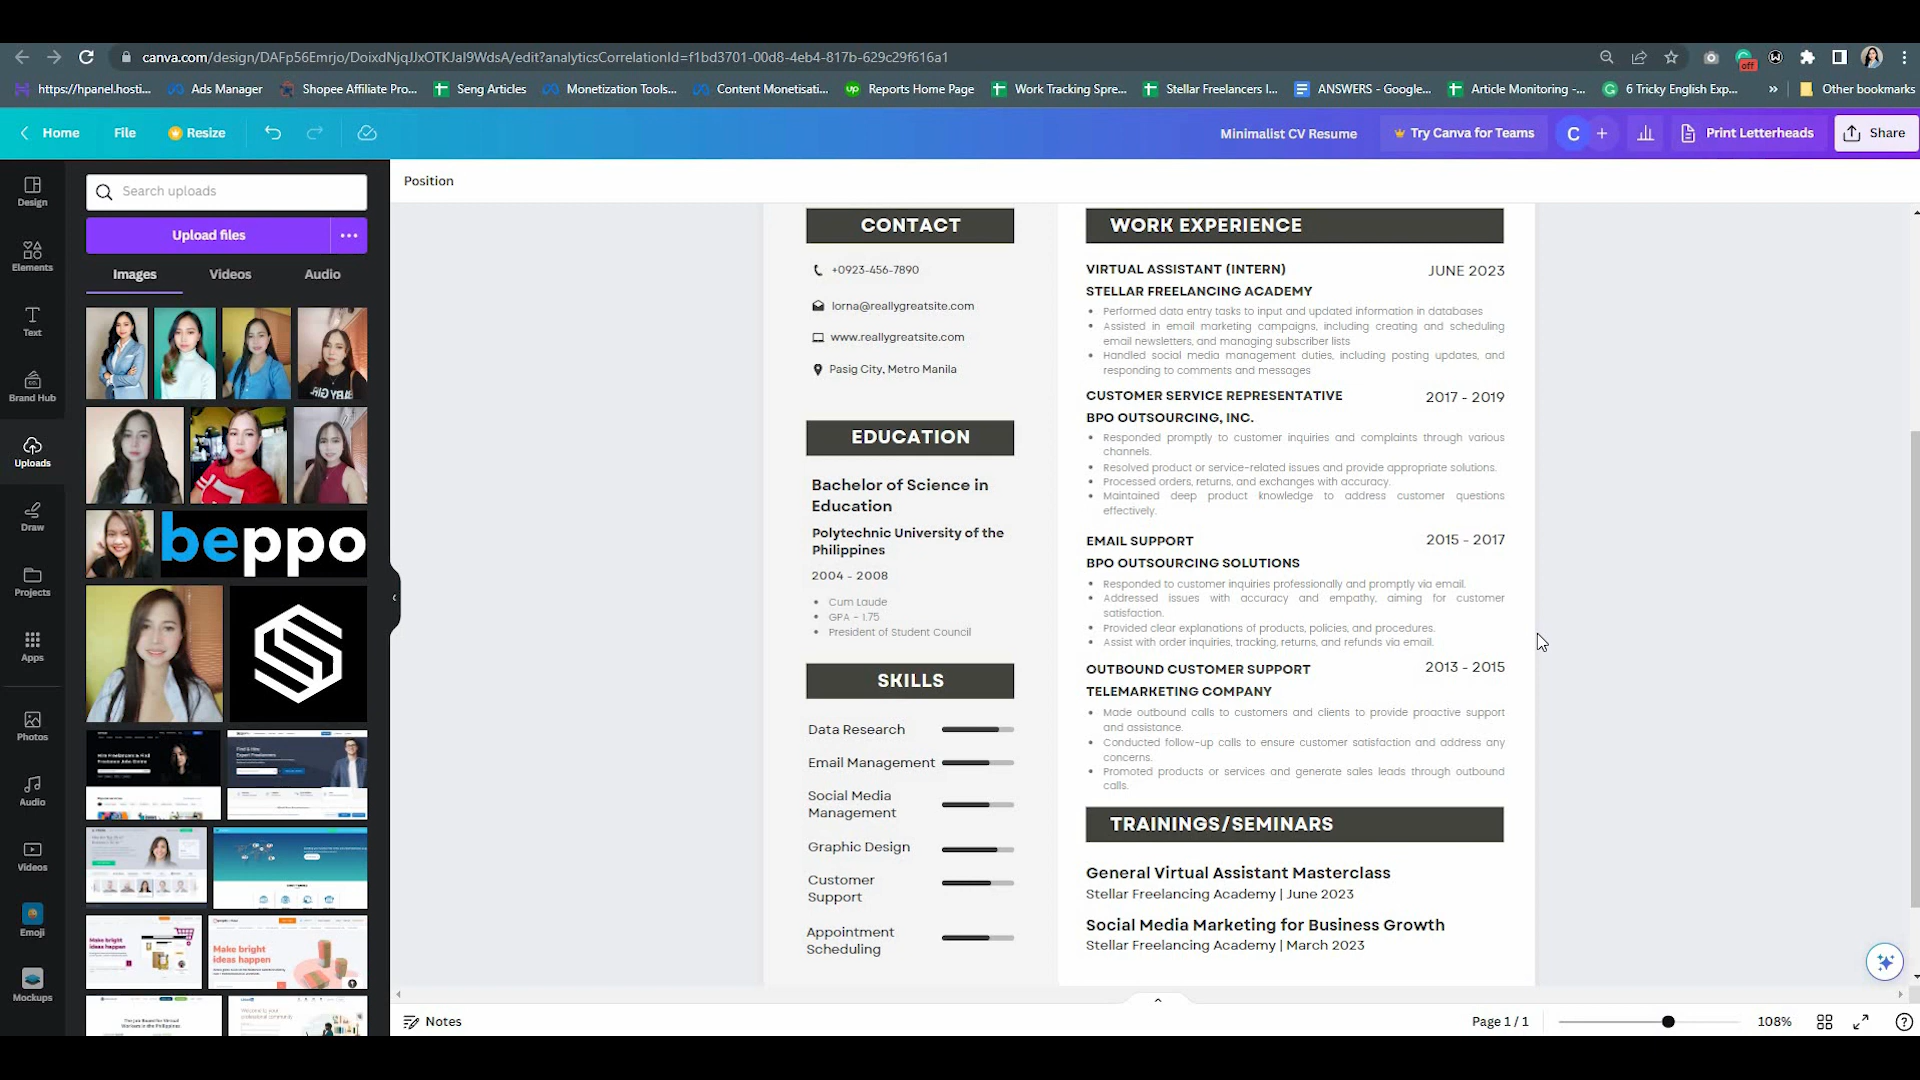 canva.com/design/DAFp56Emrjo/DoixdNjqJJxOTKJaI9WdsA/edit?analyticsCorrelationId=f1bd3701-00d8-4eb4-817b-629c29f616a1
off
https://hpanel.hosti...
Ads Manager
Shopee Affiliate Pro...
Seng Articles
Monetization Tools...
Content Monetisati...
Reports Home Page
Work Tracking Spre...
Stellar Freelancers I...
ANSWERS - Google...
Article Monitoring -...
6 Tricky English Exp...
»
Other bookmarks
Home
File
Resize
Minimalist CV Resume
Try Canva for Teams
C
Print Letterheads
Share
Design
Elements
Text
Brand Hub
Uploads
Draw
Projects
Apps
Photos
Audio
Videos
Emoji
Mockups
Search uploads
Upload files
Images
Videos
Audio
beppo
Make bright
ideas happen
Make bright
ideas happen
Position
CONTACT
+0923-456-7890
lorna@reallygreatsite.com
www.reallygreatsite.com
Pasig City, Metro Manila
EDUCATION
Bachelor of Science in
Education
Polytechnic University of the
Philippines
2004 - 2008
• Cum Laude
• GPA - 1.75
• President of Student Council
SKILLS
Data Research
Email Management
Social Media
Management
Graphic Design
Customer
Support
Appointment
Scheduling
WORK EXPERIENCE
VIRTUAL ASSISTANT (INTERN) JUNE 2023
STELLAR FREELANCING ACADEMY
• Performed data entry tasks to input and updated information in databases
• Assisted in email marketing campaigns, including creating and scheduling
email newsletters, and managing subscriber lists
• Handled social media management duties, including posting updates, and
responding to comments and messages
CUSTOMER SERVICE REPRESENTATIVE 2017 - 2019
BPO OUTSOURCING, INC.
• Responded promptly to customer inquiries and complaints through various
channels.
• Resolved product or service-related issues and provide appropriate solutions.
• Processed orders, returns, and exchanges with accuracy.
• Maintained deep product knowledge to address customer questions
effectively.
EMAIL SUPPORT 2015 - 2017
BPO OUTSOURCING SOLUTIONS
• Responded to customer inquiries professionally and promptly via email.
• Addressed issues with accuracy and empathy, aiming for customer
satisfaction.
• Provided clear explanations of products, policies, and procedures.
• Assist with order inquiries, tracking, returns, and refunds via email.
OUTBOUND CUSTOMER SUPPORT 2013 - 2015
TELEMARKETING COMPANY
• Made outbound calls to customers and clients to provide proactive support
and assistance.
• Conducted follow-up calls to ensure customer satisfaction and address any
concerns.
• Promoted products or services and generate sales leads through outbound
calls.
TRAININGS/SEMINARS
General Virtual Assistant Masterclass
Stellar Freelancing Academy | June 2023
Social Media Marketing for Business Growth
Stellar Freelancing Academy | March 2023
Notes
Page 1 / 1
108%